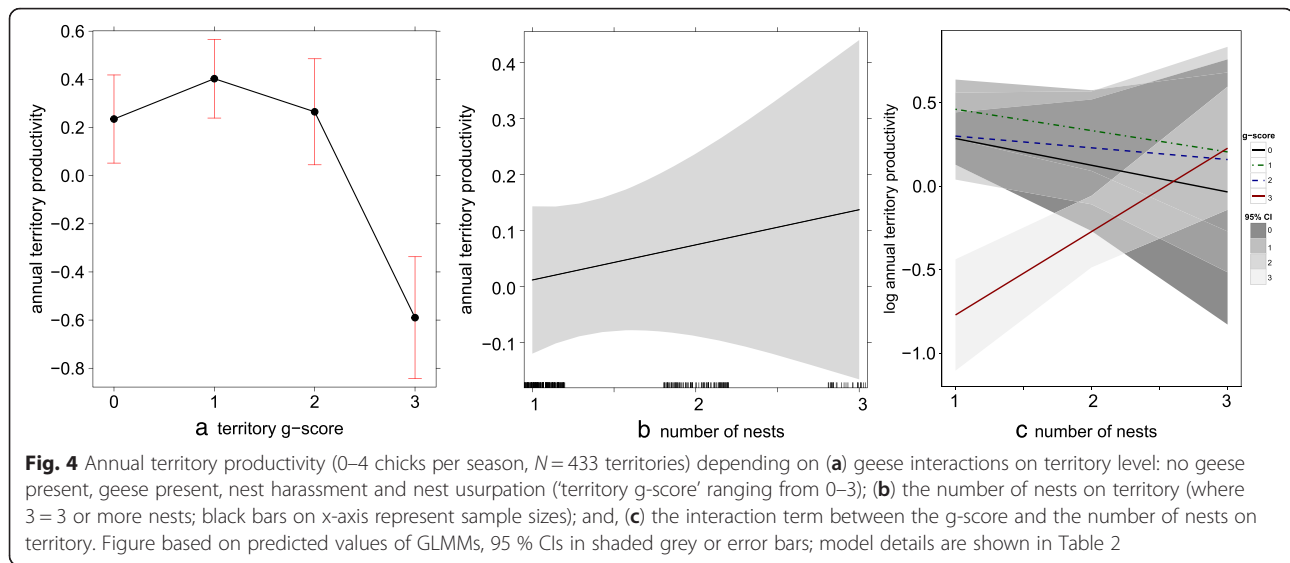 0.6
0.4
0.2
0.0
−0.2
−0.4
−0.6
−0.8
annual territory productivity
0 1 2 3
a territory g−score
0.4
0.3
0.2
0.1
0.0
−0.1
annual territory productivity
1 2 3
b number of nests
0.5
0.0
−0.5
−1.0
log annual territory productivity
1 2 3
c number of nests
g−score
0
1
2
3
95% CI
0
1
2
3
Fig. 4 Annual territory productivity (0–4 chicks per season, N = 433 territories) depending on (a) geese interactions on territory level: no geese
present, geese present, nest harassment and nest usurpation (‘territory g-score’ ranging from 0–3); (b) the number of nests on territory (where
3 = 3 or more nests; black bars on x-axis represent sample sizes); and, (c) the interaction term between the g-score and the number of nests on
territory. Figure based on predicted values of GLMMs, 95 % CIs in shaded grey or error bars; model details are shown in Table 2